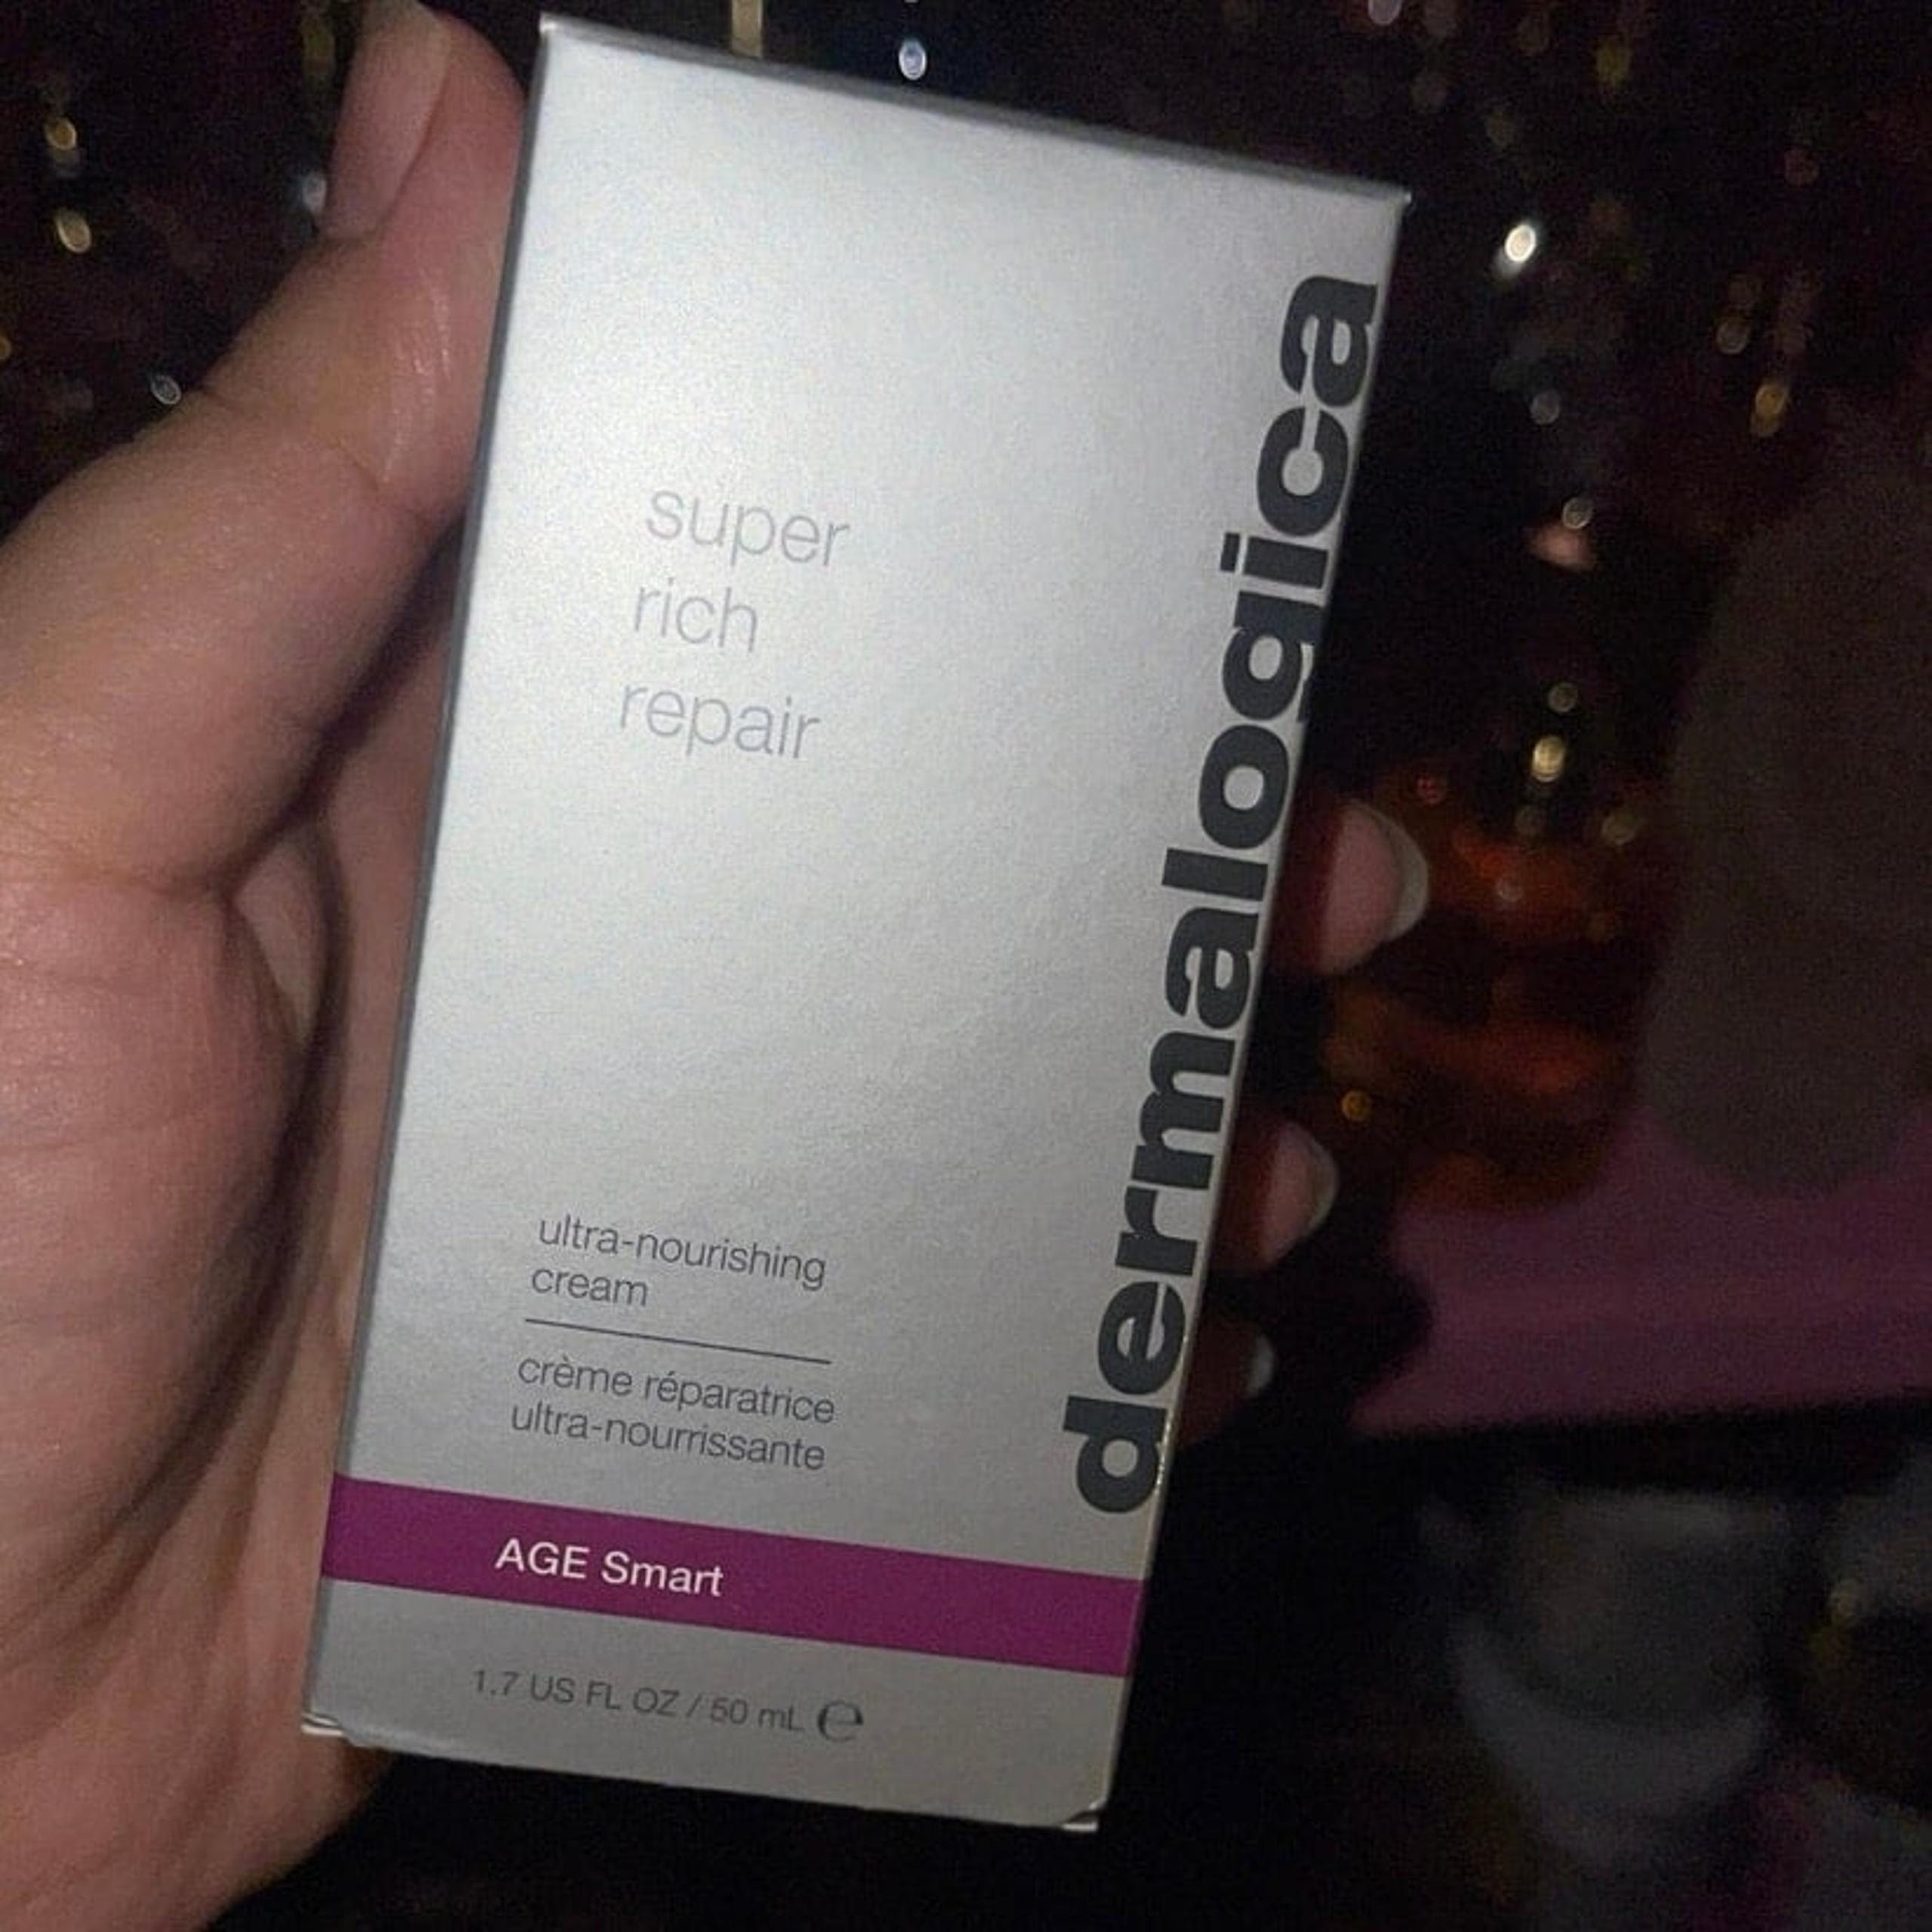 super
rich
repair
dermalogica
ultra-nourishing
cream
crème réparatrice
ultra-nourrissante
AGE Smart
1.7 US FL OZ / 50 mL ℮